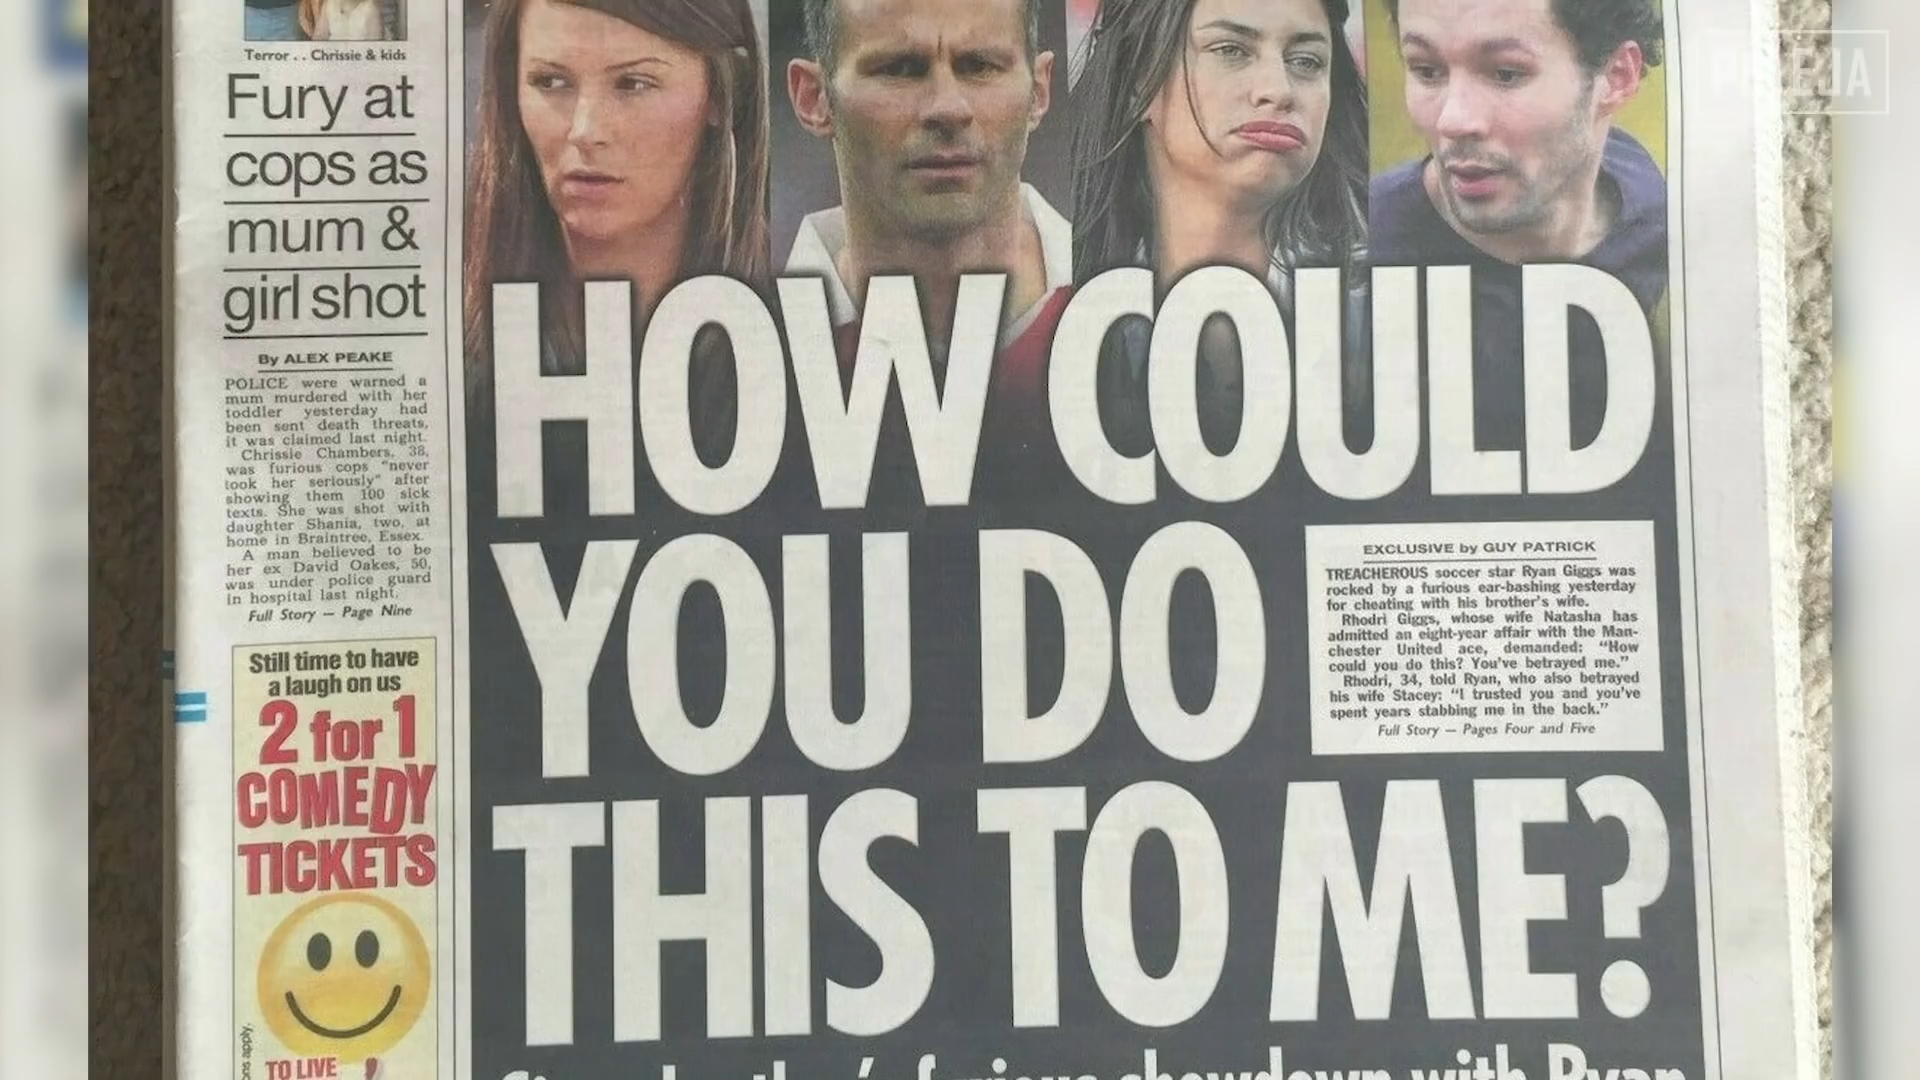 Terror . . Chrissie & kids
Fury at
cops as
mum &
girl shot
By ALEX PEAKE
POLICE were warned a
mum murdered with her
toddler yesterday had
been sent death threats,
it was claimed last night.
Chrissie Chambers, 38,
was furious cops "never
took her seriously" after
showing them 100 sick
texts. She was shot with
daughter Shania, two, at
home in Braintree, Essex.
A man believed to be
her ex David Oakes, 50,
was under police guard
in hospital last night.
Full Story — Page Nine
Still time to have
a laugh on us
2 for 1
COMEDY
TICKETS
TO LIVE
HOW COULD
YOU DO
THIS TO ME?
EXCLUSIVE by GUY PATRICK
TREACHEROUS soccer star Ryan Giggs was
rocked by a furious ear-bashing yesterday
for cheating with his brother's wife.
Rhodri Giggs, whose wife Natasha has
admitted an eight-year affair with the Man-
chester United ace, demanded: "How
could you do this? You've betrayed me."
Rhodri, 34, told Ryan, who also betrayed
his wife Stacey: "I trusted you and you've
spent years stabbing me in the back."
Full Story — Pages Four and Five
furious showdown with Ryan